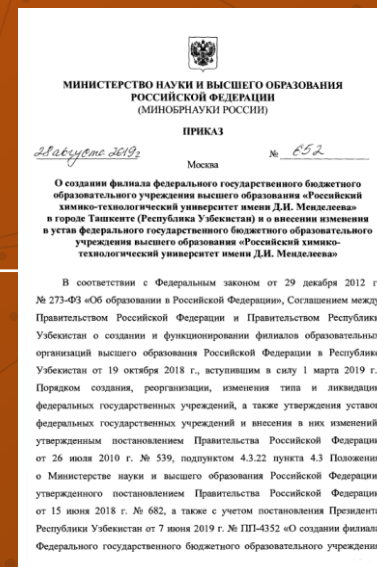 МИНИСТЕРСТВО НАУКИ И ВЫСШЕГО ОБРАЗОВАНИЯ
РОССИЙСКОЙ ФЕДЕРАЦИИ
(МИНОБРНАУКИ РОССИИ)
ПРИКАЗ
28 августа 2019 г № 652
Москва
О создании филиала федерального государственного бюджетного
образовательного учреждения высшего образования «Российский
химико-технологический университет имени Д.И. Менделеева»
в городе Ташкенте (Республика Узбекистан) и о внесении изменения
в устав федерального государственного бюджетного образовательного
учреждения высшего образования «Российский химико-
технологический университет имени Д.И. Менделеева»
В соответствии с Федеральным законом от 29 декабря 2012 г
№ 273-ФЗ «Об образовании в Российской Федерации», Соглашением между
Правительством Российской Федерации и Правительством Республики
Узбекистан о создании и функционировании филиалов образовательных
организаций высшего образования Российской Федерации в Республике
Узбекистан от 19 октября 2018 г., вступившим в силу 1 марта 2019 г.
Порядком создания, реорганизации, изменения типа и ликвидации
федеральных государственных учреждений, а также утверждения уставов
федеральных государственных учреждений и внесения в них изменений
утвержденным постановлением Правительства Российской Федерации
от 26 июля 2010 г. № 539, подпунктом 4.3.22 пункта 4.3 Положения
о Министерстве науки и высшего образования Российской Федерации
утвержденного постановлением Правительства Российской Федерации
от 15 июня 2018 г. № 682, а также с учетом постановления Президента
Республики Узбекистан от 7 июня 2019 г. № ПП-4352 «О создании филиала
Федерального государственного бюджетного образовательного учреждения